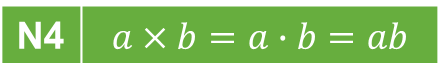 N4 a × b = a · b = ab